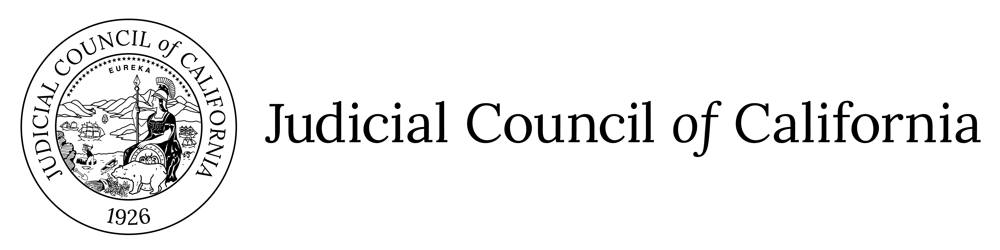 JUDICIAL COUNCIL of CALIFORNIA
EUREKA
1926
Judicial Council of California